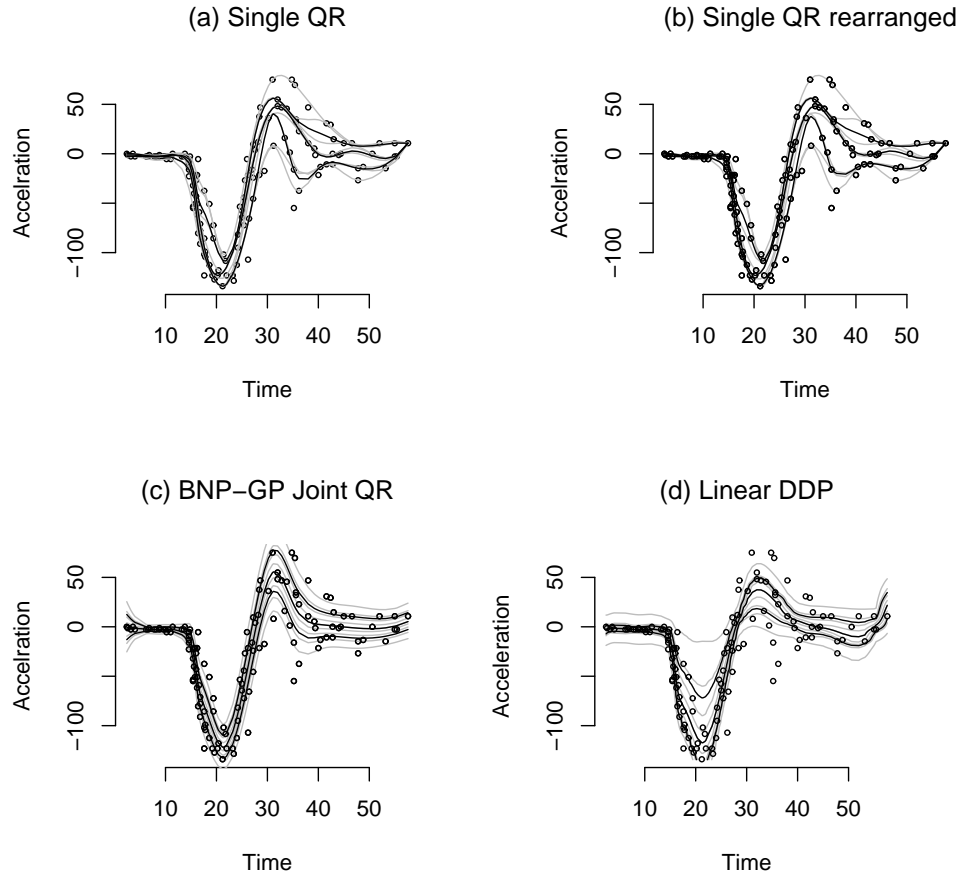 (a) Single QR
Accelration
50
0
−100
10 20 30 40 50
Time
(b) Single QR rearranged
Accelration
50
0
−100
10 20 30 40 50
Time
(c) BNP−GP Joint QR
Accelration
50
0
−100
10 20 30 40 50
Time
(d) Linear DDP
Acceleration
50
0
−100
10 20 30 40 50
Time